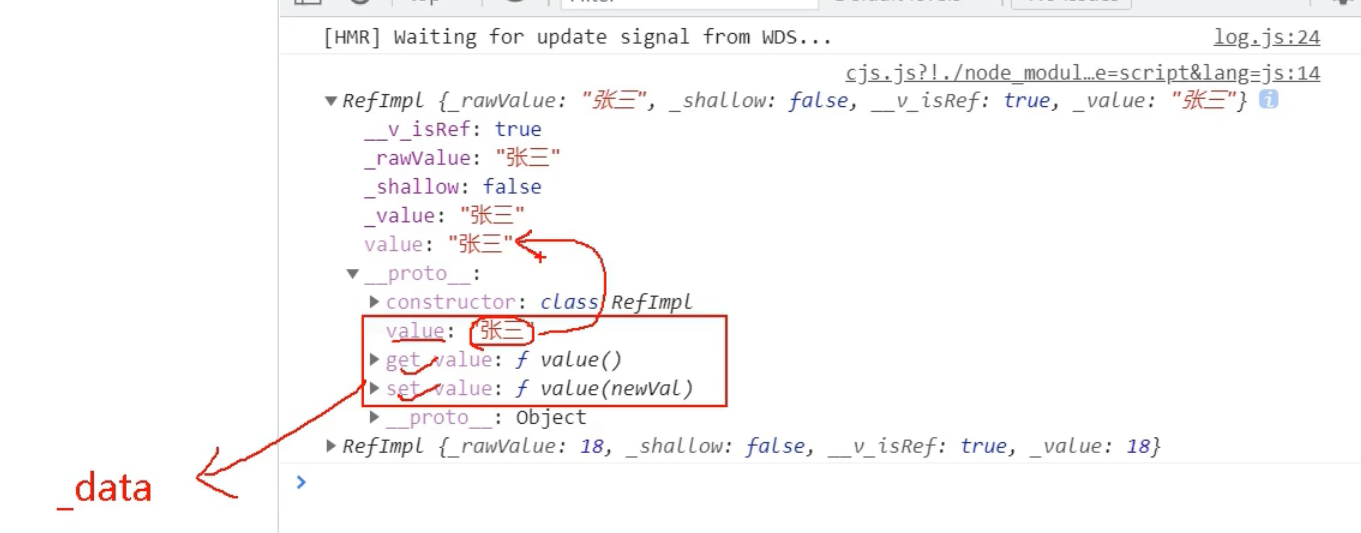 [HMR] Waiting for update signal from WDS... log.js:24
cjs.js?!./node_modul…e=script&lang=js:14
▼RefImpl {_rawValue: "张三", _shallow: false, __v_isRef: true, _value: "张三"} i
__v_isRef: true
_rawValue: "张三"
_shallow: false
_value: "张三"
value: "张三"
▼__proto__:
▶constructor: class RefImpl
value: "张三"
▶get value: ƒ value()
▶set value: ƒ value(newVal)
▶__proto__: Object
▶RefImpl {_rawValue: 18, _shallow: false, __v_isRef: true, _value: 18}
_data